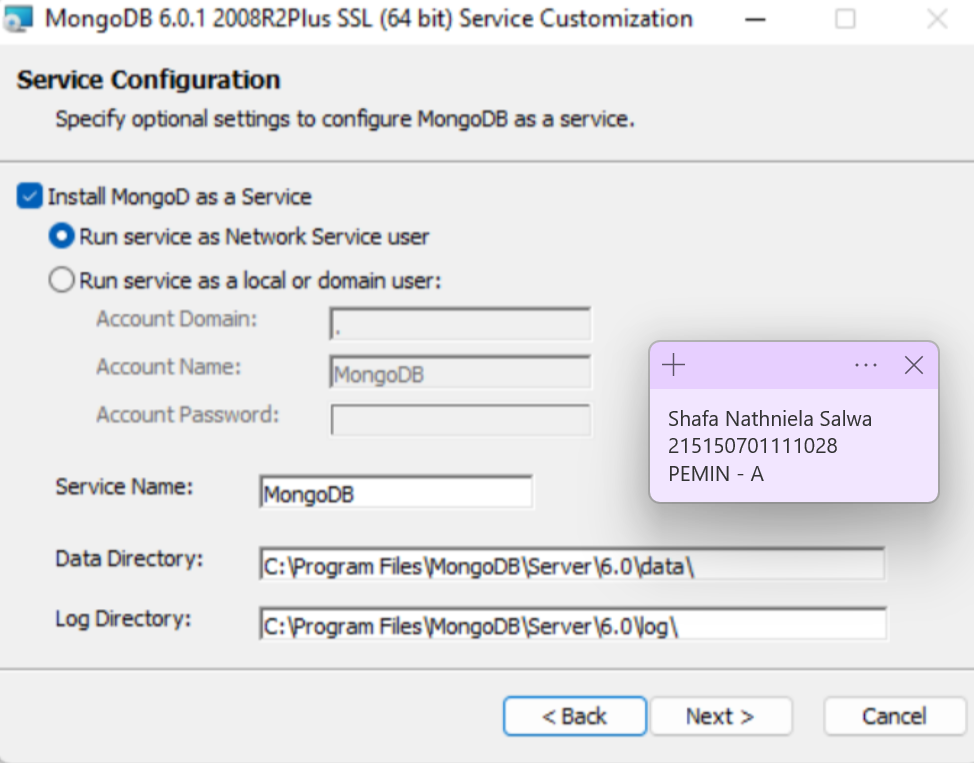 MongoDB 6.0.1 2008R2Plus SSL (64 bit) Service Customization
Service Configuration
Specify optional settings to configure MongoDB as a service.
Install MongoD as a Service
Run service as Network Service user
Run service as a local or domain user:
Account Domain:
.
Account Name:
MongoDB
Account Password:
Shafa Nathniela Salwa
215150701111028
PEMIN - A
Service Name:
MongoDB
Data Directory:
C:\Program Files\MongoDB\Server\6.0\data\
Log Directory:
C:\Program Files\MongoDB\Server\6.0\log\
< Back
Next >
Cancel